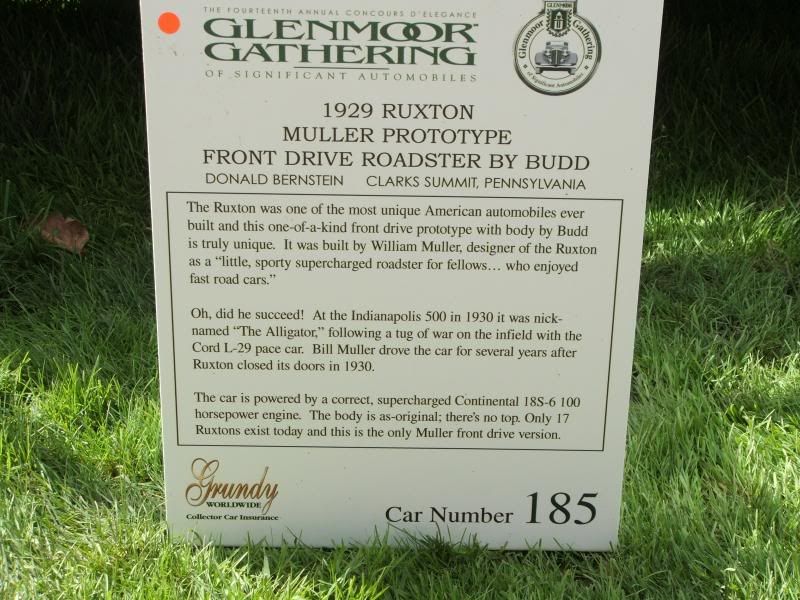 THE FOURTEENTH ANNUAL CONCOURS D'ELEGANCE
GLENMOOR
GATHERING
OF SIGNIFICANT AUTOMOBILES
GLENMOOR
Glenmoor Gathering
of Significant Automobiles
1929 RUXTON
MULLER PROTOTYPE
FRONT DRIVE ROADSTER BY BUDD
DONALD BERNSTEIN CLARKS SUMMIT, PENNSYLVANIA
The Ruxton was one of the most unique American automobiles ever
built and this one-of-a-kind front drive prototype with body by Budd
is truly unique. It was built by William Muller, designer of the Ruxton
as a "little, sporty supercharged roadster for fellows... who enjoyed
fast road cars."
Oh, did he succeed! At the Indianapolis 500 in 1930 it was nick-
named "The Alligator," following a tug of war on the infield with the
Cord L-29 pace car. Bill Muller drove the car for several years after
Ruxton closed its doors in 1930.
The car is powered by a correct, supercharged Continental 18S-6 100
horsepower engine. The body is as-original; there's no top. Only 17
Ruxtons exist today and this is the only Muller front drive version.
Grundy
WORLDWIDE
Collector Car Insurance
Car Number 185